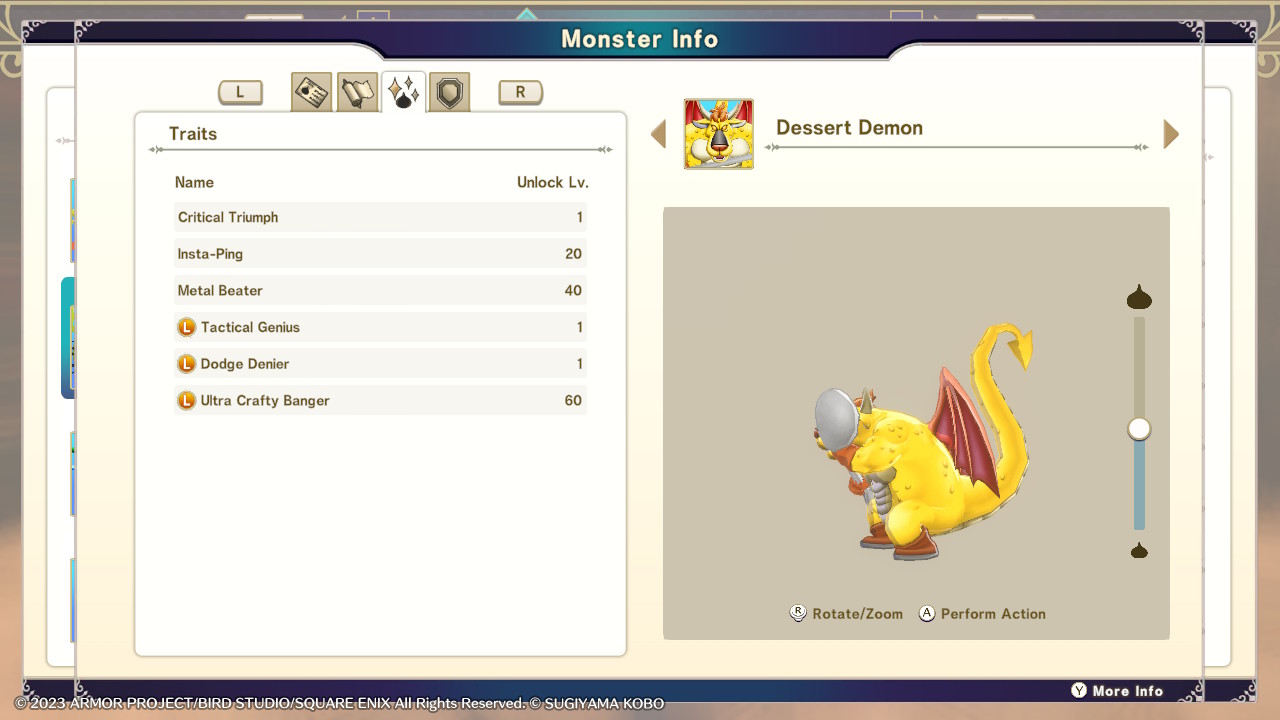 Monster Info
L
R
Traits
Name Unlock Lv.
Critical Triumph 1
Insta-Ping 20
Metal Beater 40
L Tactical Genius 1
L Dodge Denier 1
L Ultra Crafty Banger 60
Dessert Demon
R Rotate/Zoom A Perform Action
Y More Info
© 2023 ARMOR PROJECT/BIRD STUDIO/SQUARE ENIX All Rights Reserved. © SUGIYAMA KOBO